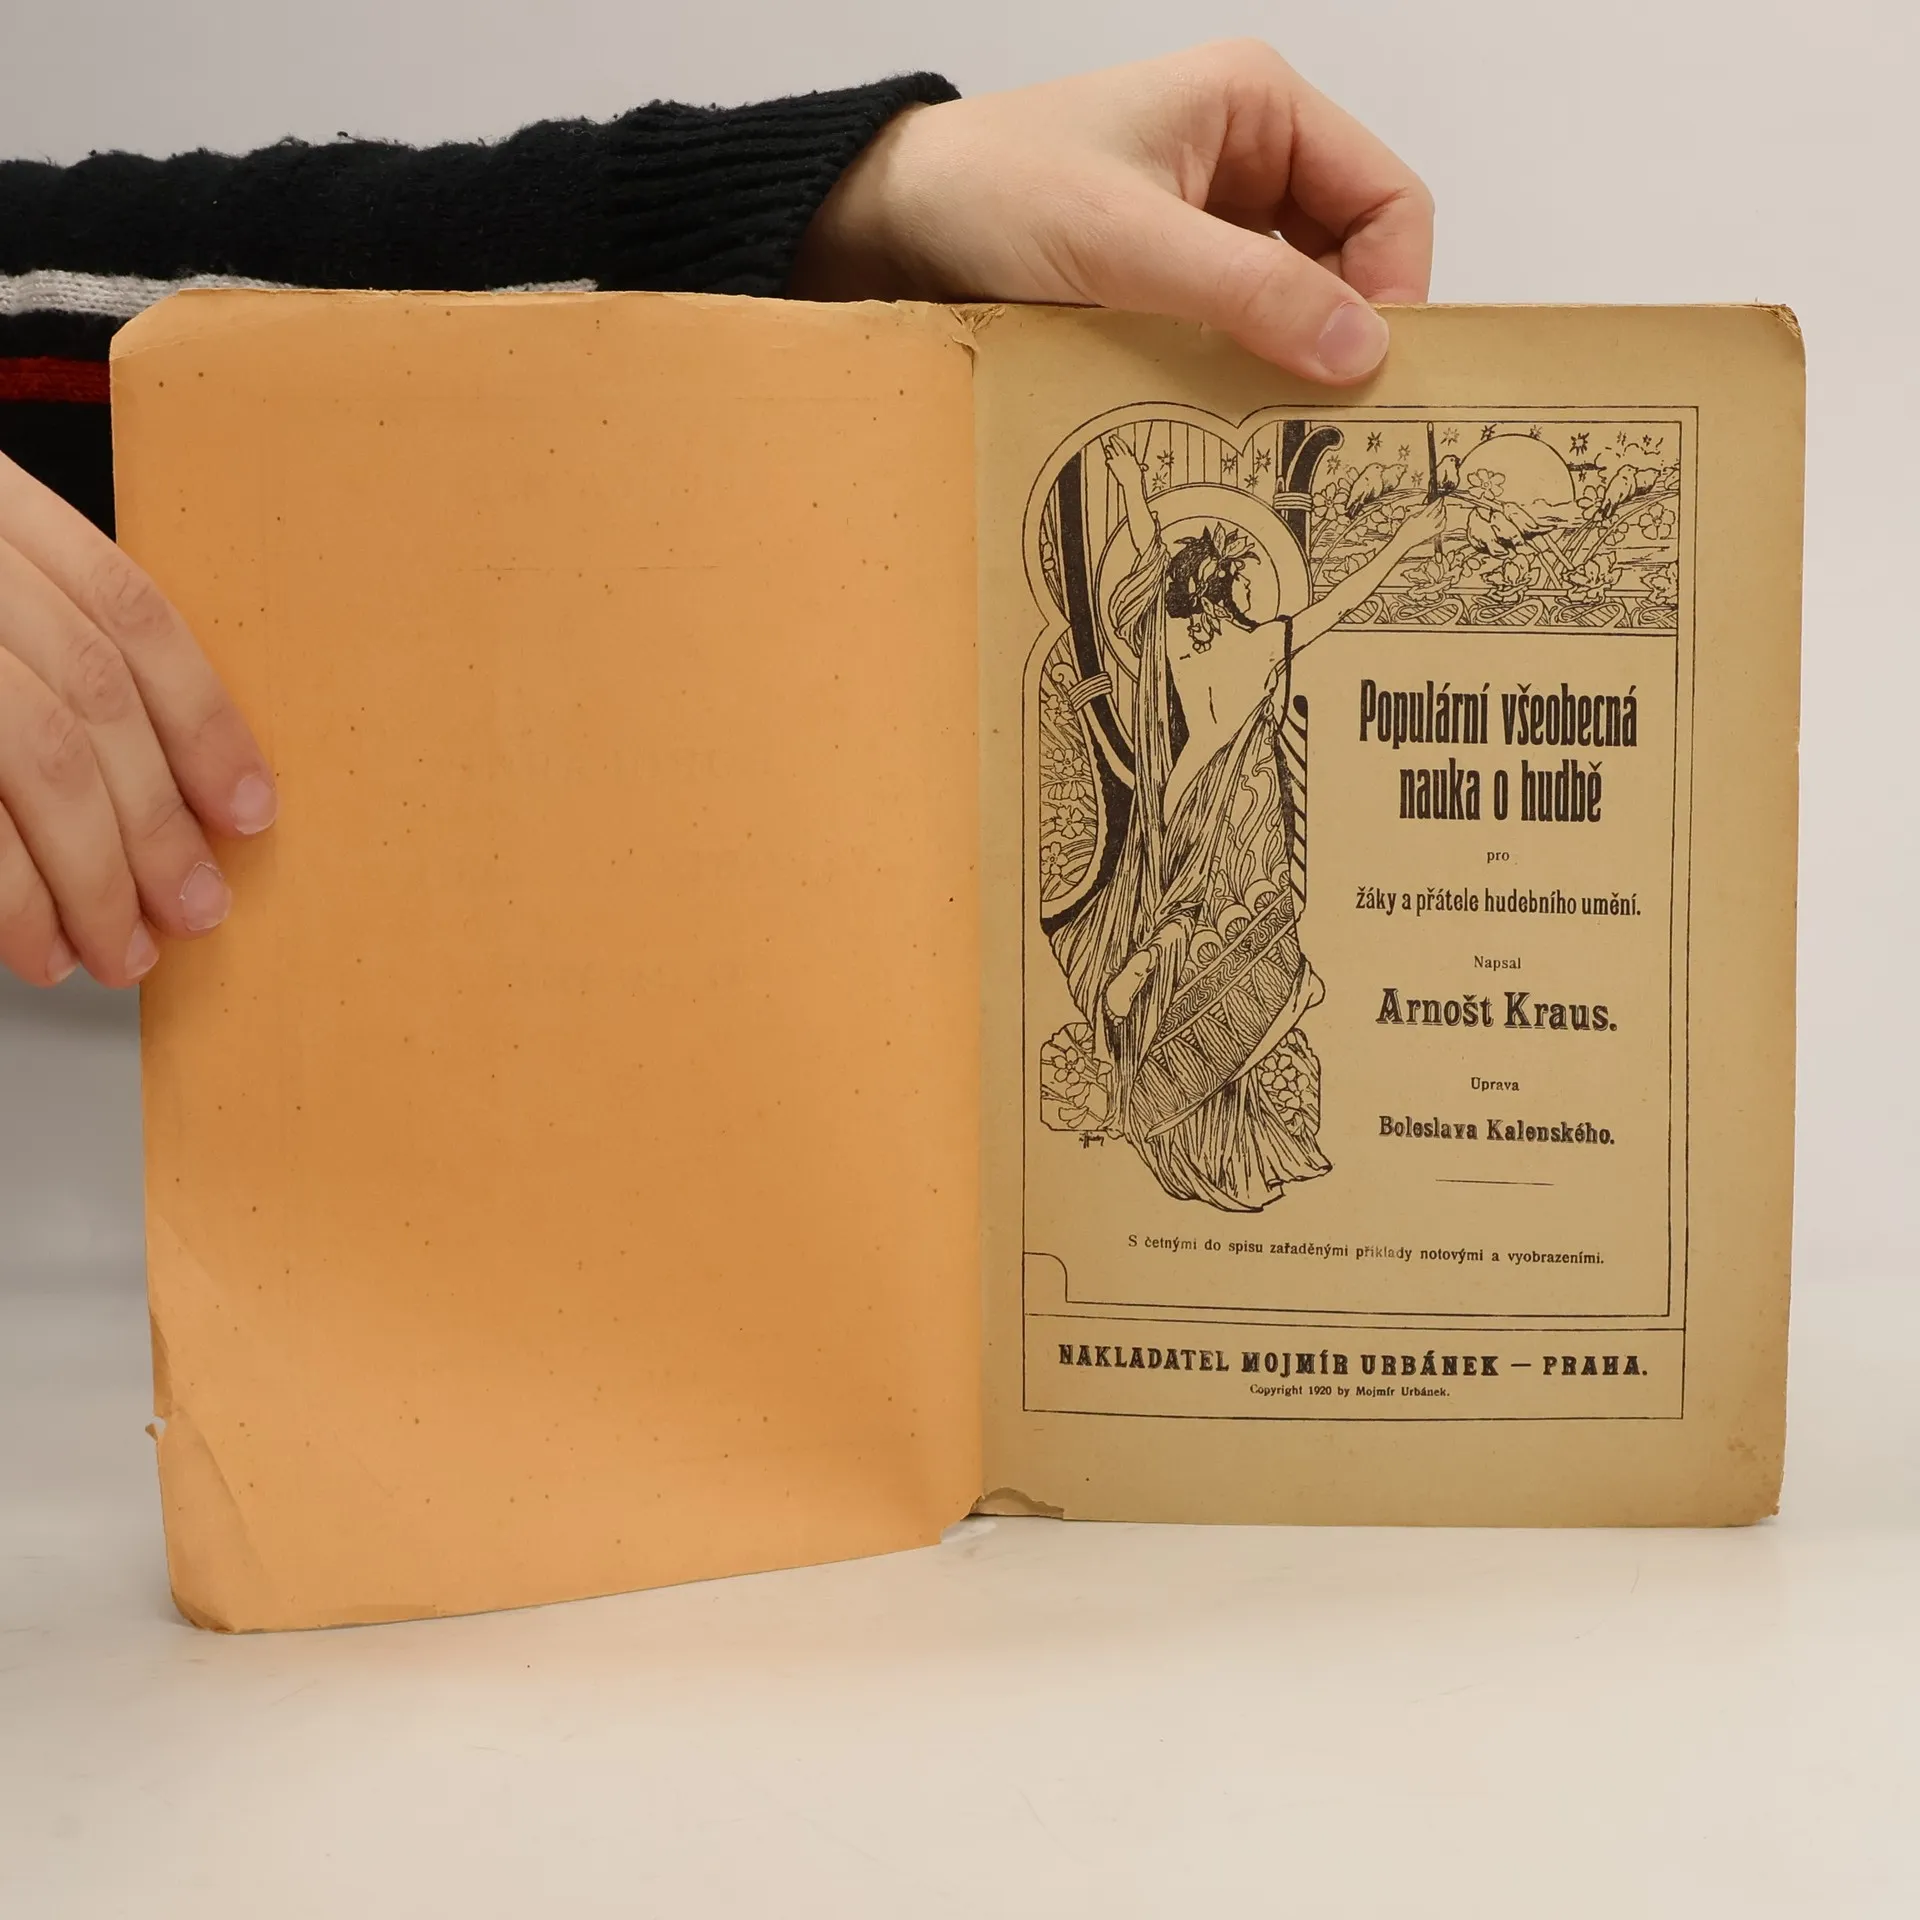 Populární všeobecná
nauka o hudbě
pro
žáky a přátele hudebního umění.
Napsal
Arnošt Kraus.
Úprava
Boleslava Kalenského.
S četnými do spisu zařaděnými příklady notovými a vyobrazeními.
NAKLADATEL MOJMÍR URBÁNEK — PRAHA.
Copyright 1920 by Mojmír Urbánek.